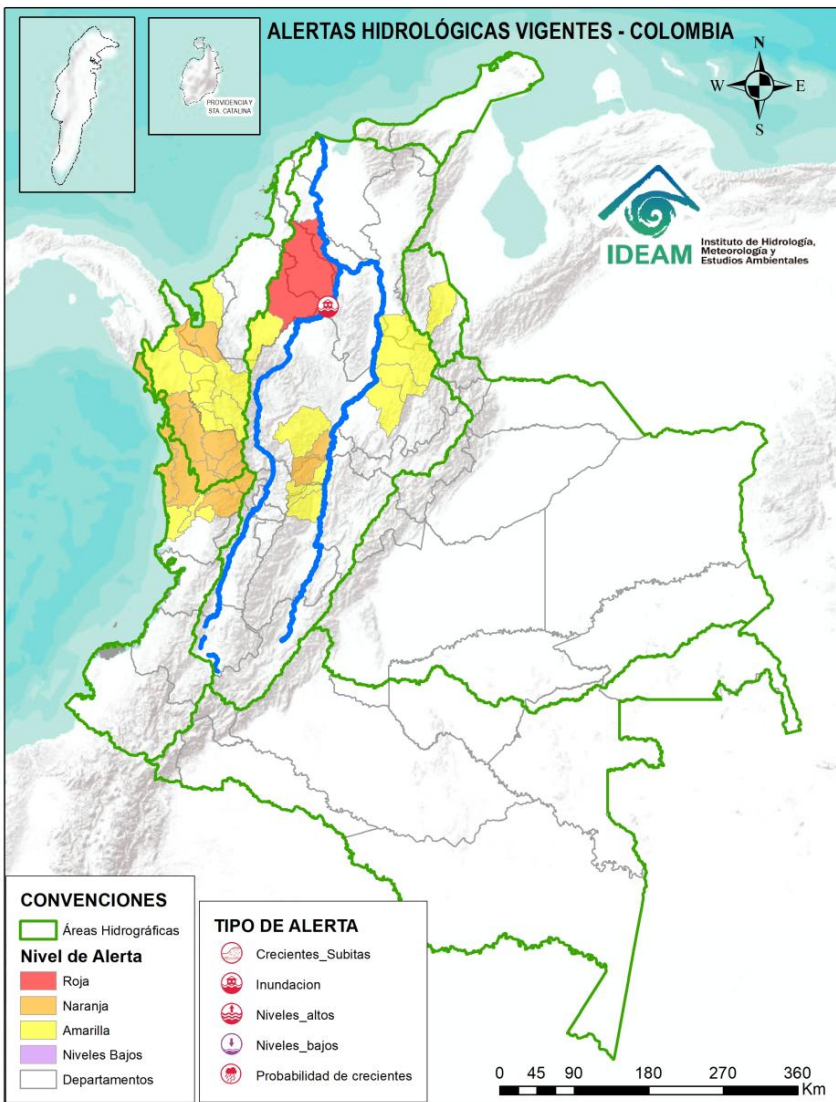 ALERTAS HIDROLÓGICAS VIGENTES - COLOMBIA
PROVIDENCIA Y
STA. CATALINA
N
W
E
S
IDEAM
Instituto de Hidrología,
Meteorología y
Estudios Ambientales
CONVENCIONES
Áreas Hidrográficas
Nivel de Alerta
Roja
Naranja
Amarilla
Niveles Bajos
Departamentos
TIPO DE ALERTA
Crecientes_Subitas
Inundacion
Niveles_altos
Niveles_bajos
Probabilidad de crecientes
0 45 90 180 270 360
Km